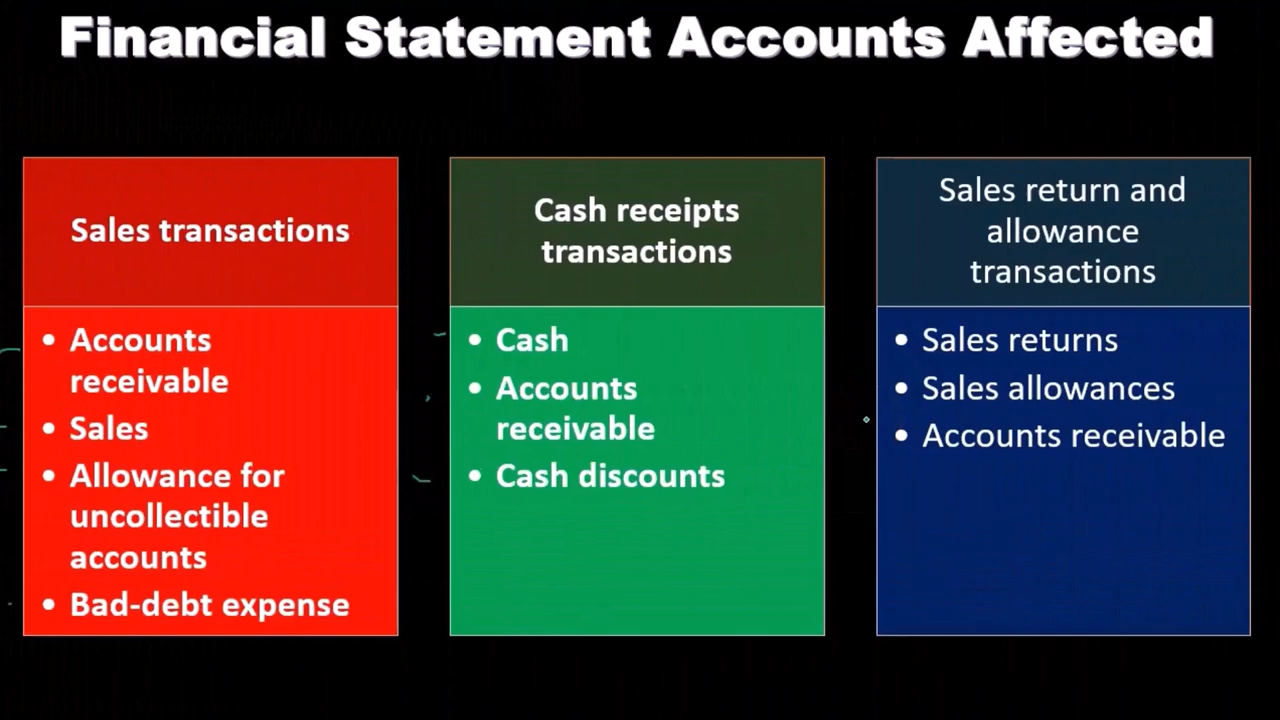 Financial Statement Accounts Affected
Sales transactions
• Accounts
receivable
• Sales
• Allowance for
uncollectible
accounts
• Bad-debt expense
Cash receipts
transactions
• Cash
• Accounts
receivable
• Cash discounts
Sales return and
allowance
transactions
• Sales returns
• Sales allowances
• Accounts receivable